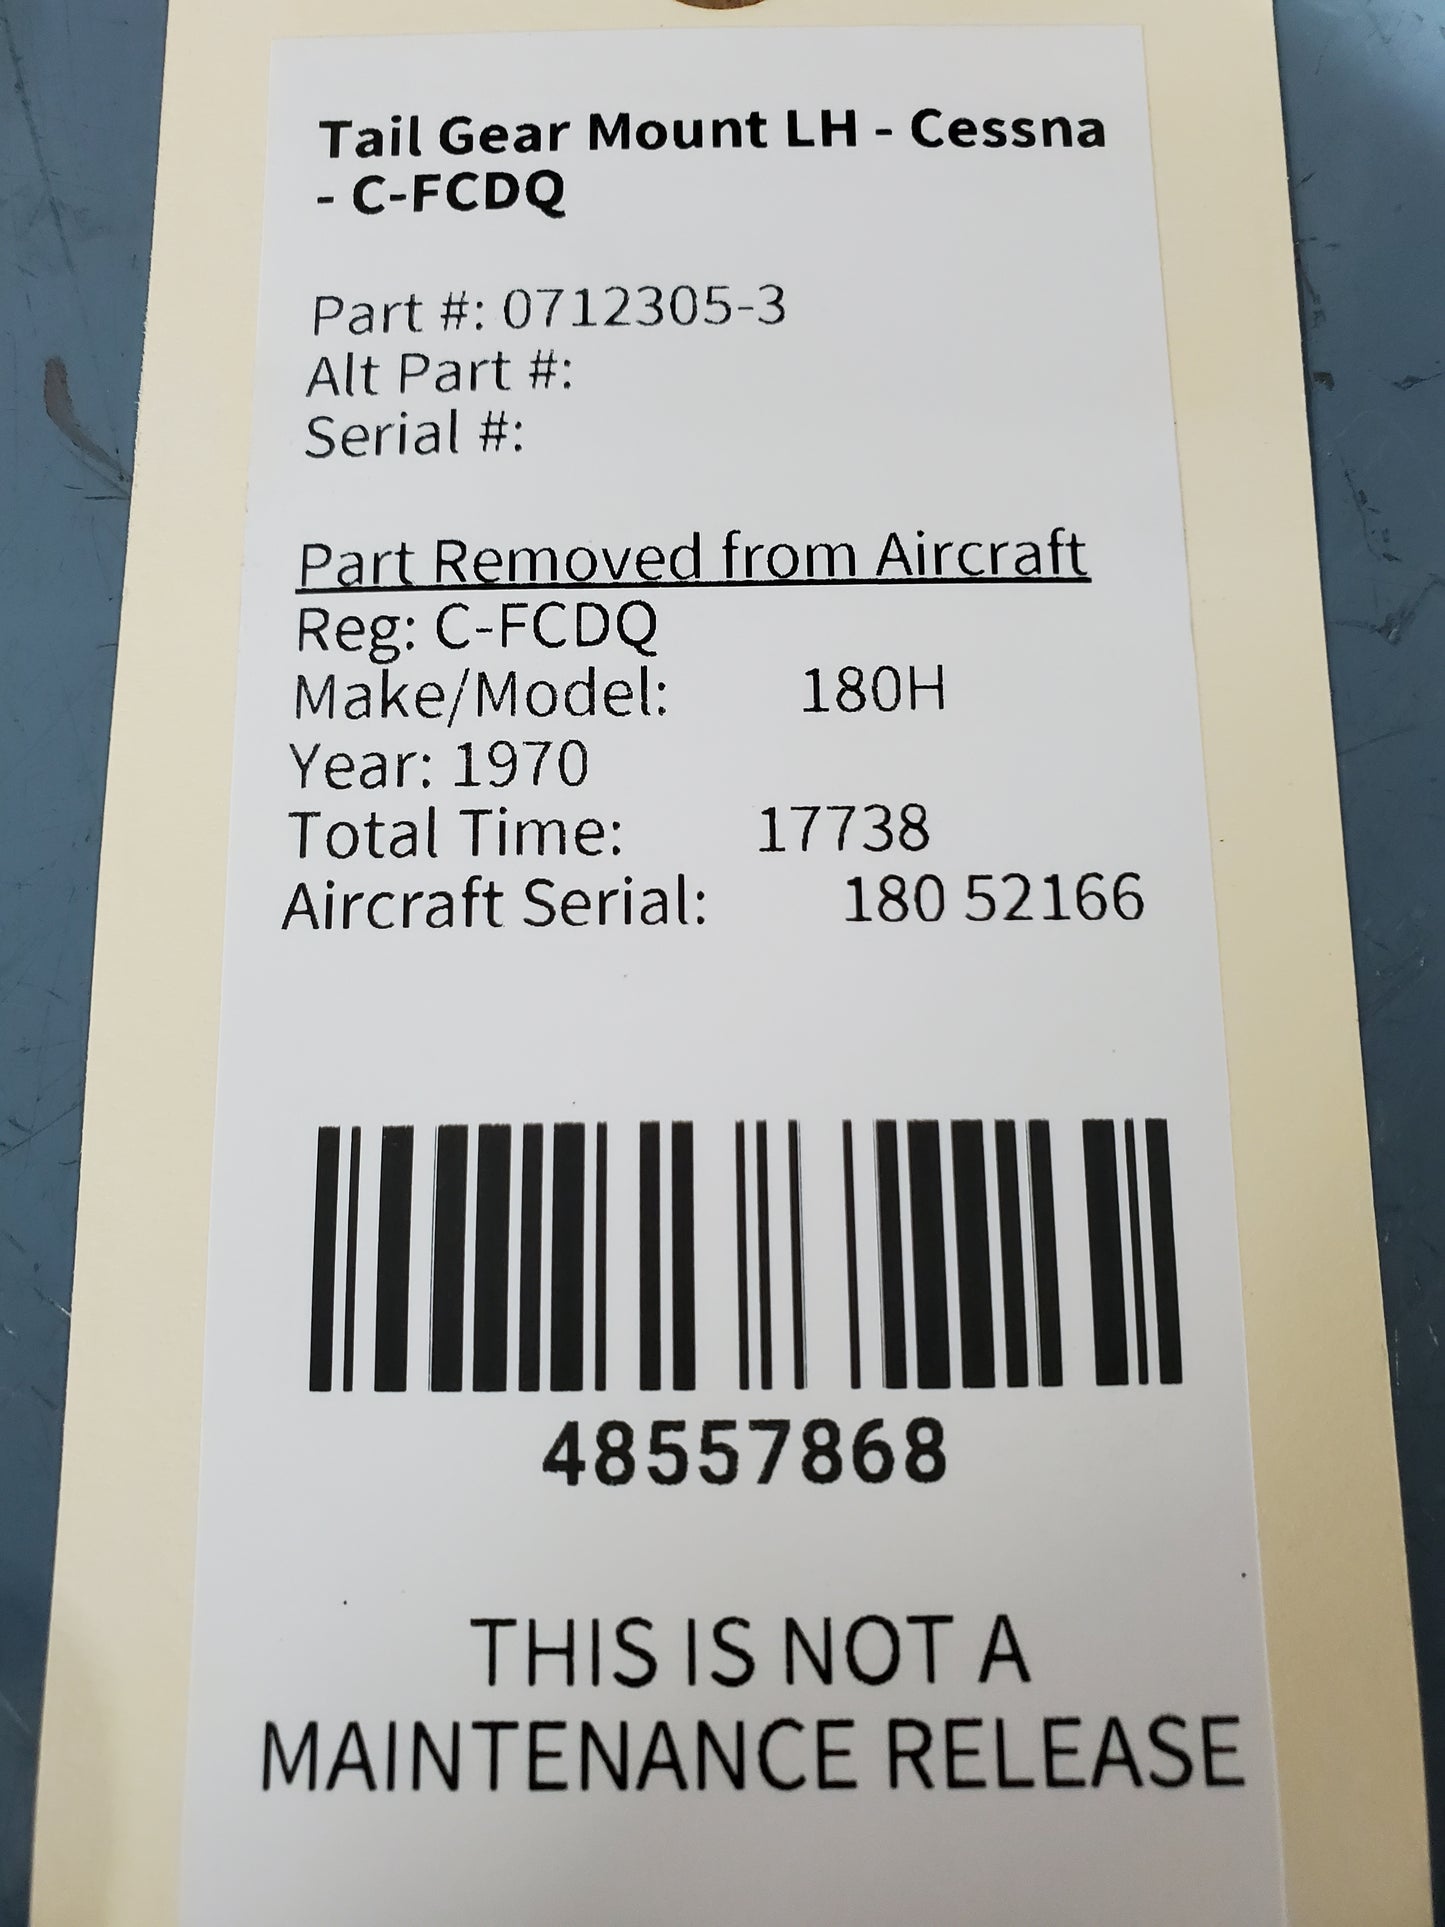 Tail Gear Mount LH - Cessna
- C-FCDQ
Part #: 0712305-3
Alt Part #:
Serial #:
Part Removed from Aircraft
Reg: C-FCDQ
Make/Model: 180H
Year: 1970
Total Time: 17738
Aircraft Serial: 180 52166
48557868
THIS IS NOT A
MAINTENANCE RELEASE